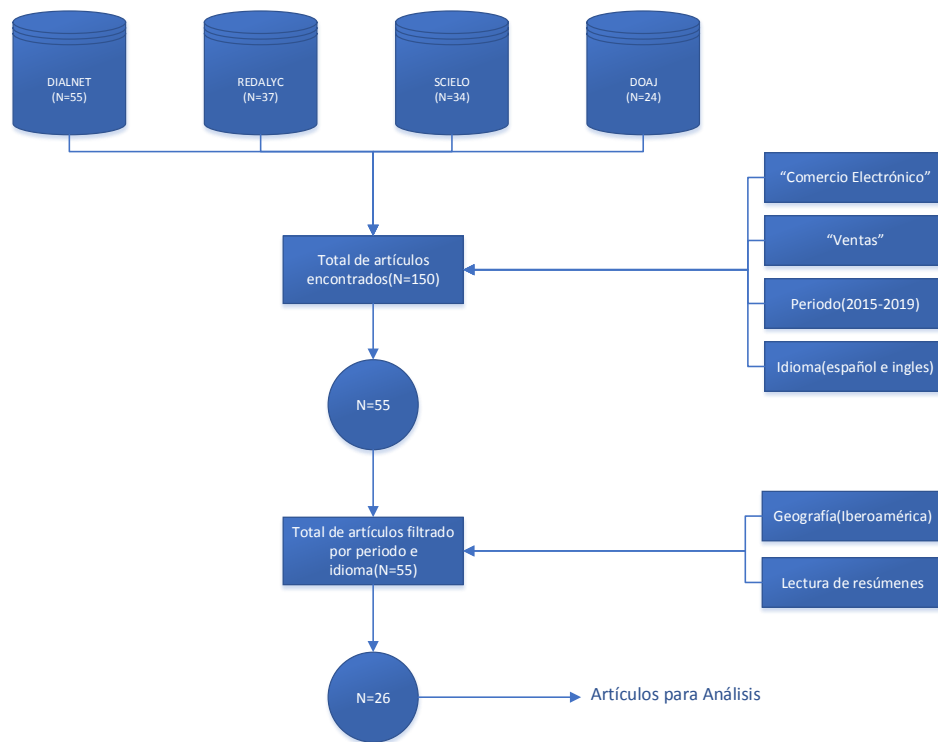 DIALNET
(N=55)
REDALYC
(N=37)
SCIELO
(N=34)
DOAJ
(N=24)
“Comercio Electrónico”
“Ventas”
Total de artículos
encontrados(N=150)
Periodo(2015-2019)
Idioma(español e ingles)
N=55
Geografía(Iberoamérica)
Total de artículos filtrado
por periodo e
idioma(N=55)
Lectura de resúmenes
N=26
Artículos para Análisis